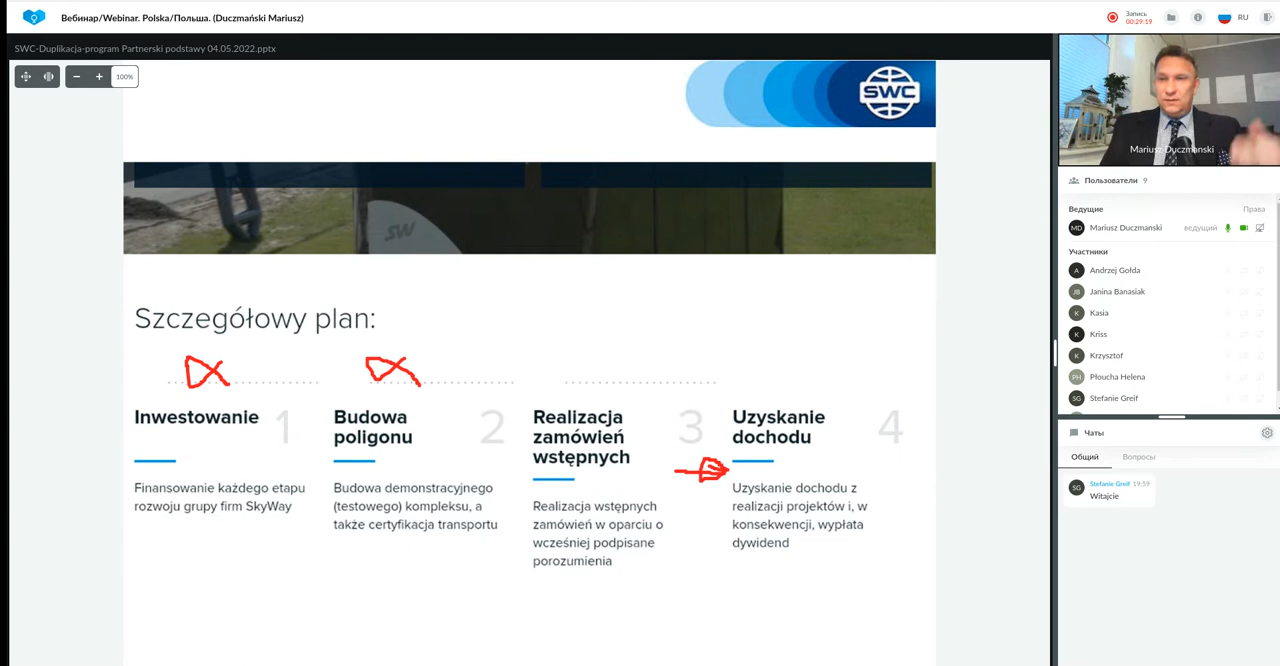 Вебинар/Webinar. Polska/Польша. (Duczmański Mariusz)
Запись
00:29:19
RU
SWC-Duplikacja-program Partnerski podstawy 04.05.2022.pptx
100%
SWC
SW
Szczegółowy plan:
Inwestowanie 1
Finansowanie każdego etapu
rozwoju grupy firm SkyWay
Budowa
poligonu 2
Budowa demonstracyjnego
(testowego) kompleksu, a
także certyfikacja transportu
Realizacja
zamówień
wstępnych 3
Realizacja wstępnych
zamówień w oparciu o
wcześniej podpisane
porozumienia
Uzyskanie
dochodu 4
Uzyskanie dochodu z
realizacji projektów i, w
konsekwencji, wypłata
dywidend
Mariusz Duczmanski
Пользователи 9
Ведущие Права
MD Mariusz Duczmanski ведущий
Участники
A Andrzej Gołda
JB Janina Banasiak
K Kasia
K Kriss
K Krzysztof
PH Płoucha Helena
SG Stefanie Greif
Чаты
Общий Вопросы
SG Stefanie Greif 19:59
Witajcie